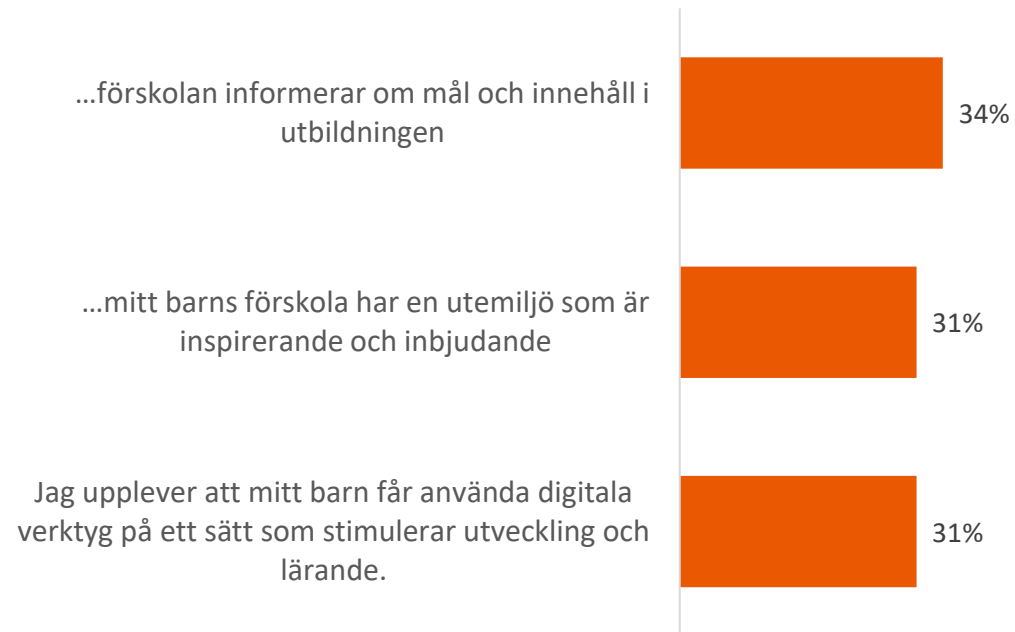 ...förskolan informerar om mål och innehåll i
utbildningen
34%
...mitt barns förskola har en utemiljö som är
inspirerande och inbjudande
31%
Jag upplever att mitt barn får använda digitala
verktyg på ett sätt som stimulerar utveckling och
lärande.
31%